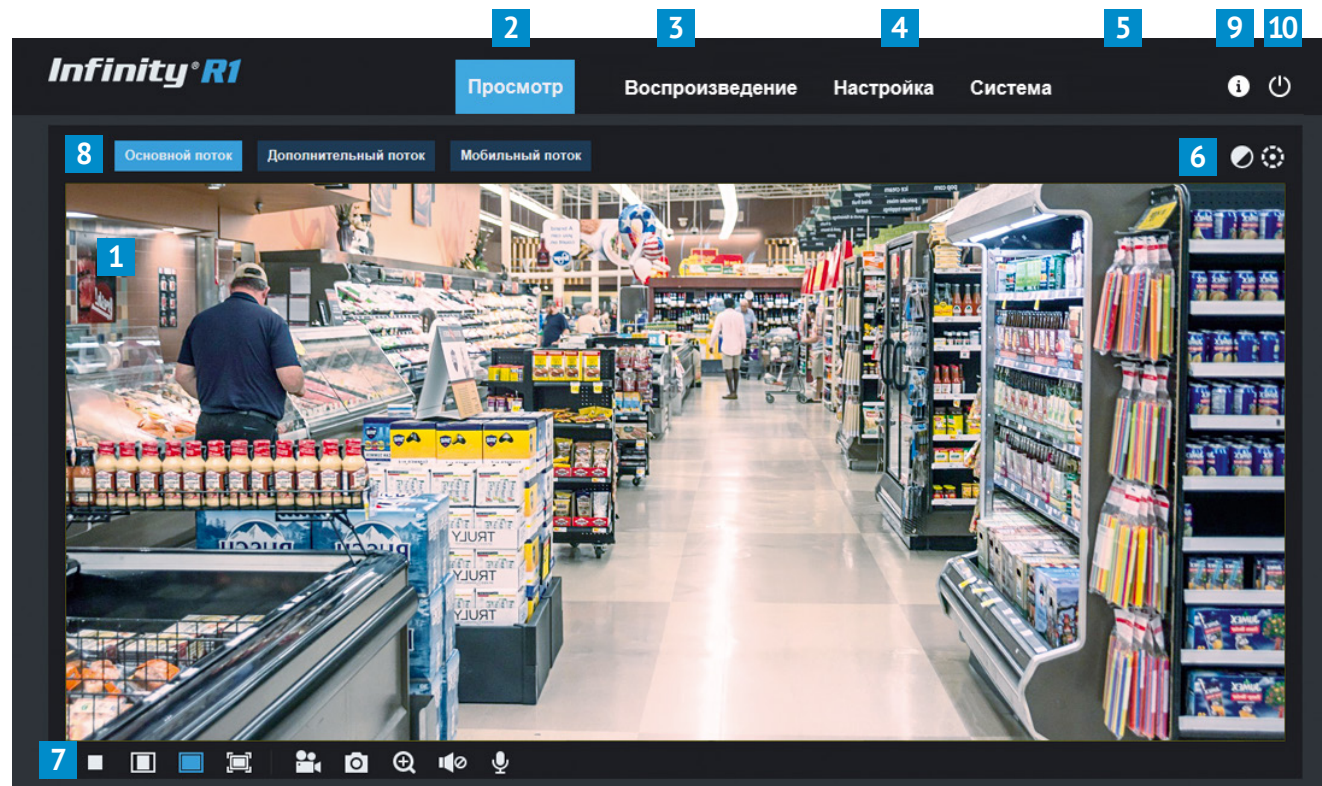 2 3 4 5 9 10
Infinity® R1
Просмотр Воспроизведение Настройка Система
8 Основной поток Дополнительный поток Мобильный поток 6
1
TRULY
TRULY
TRULY
7